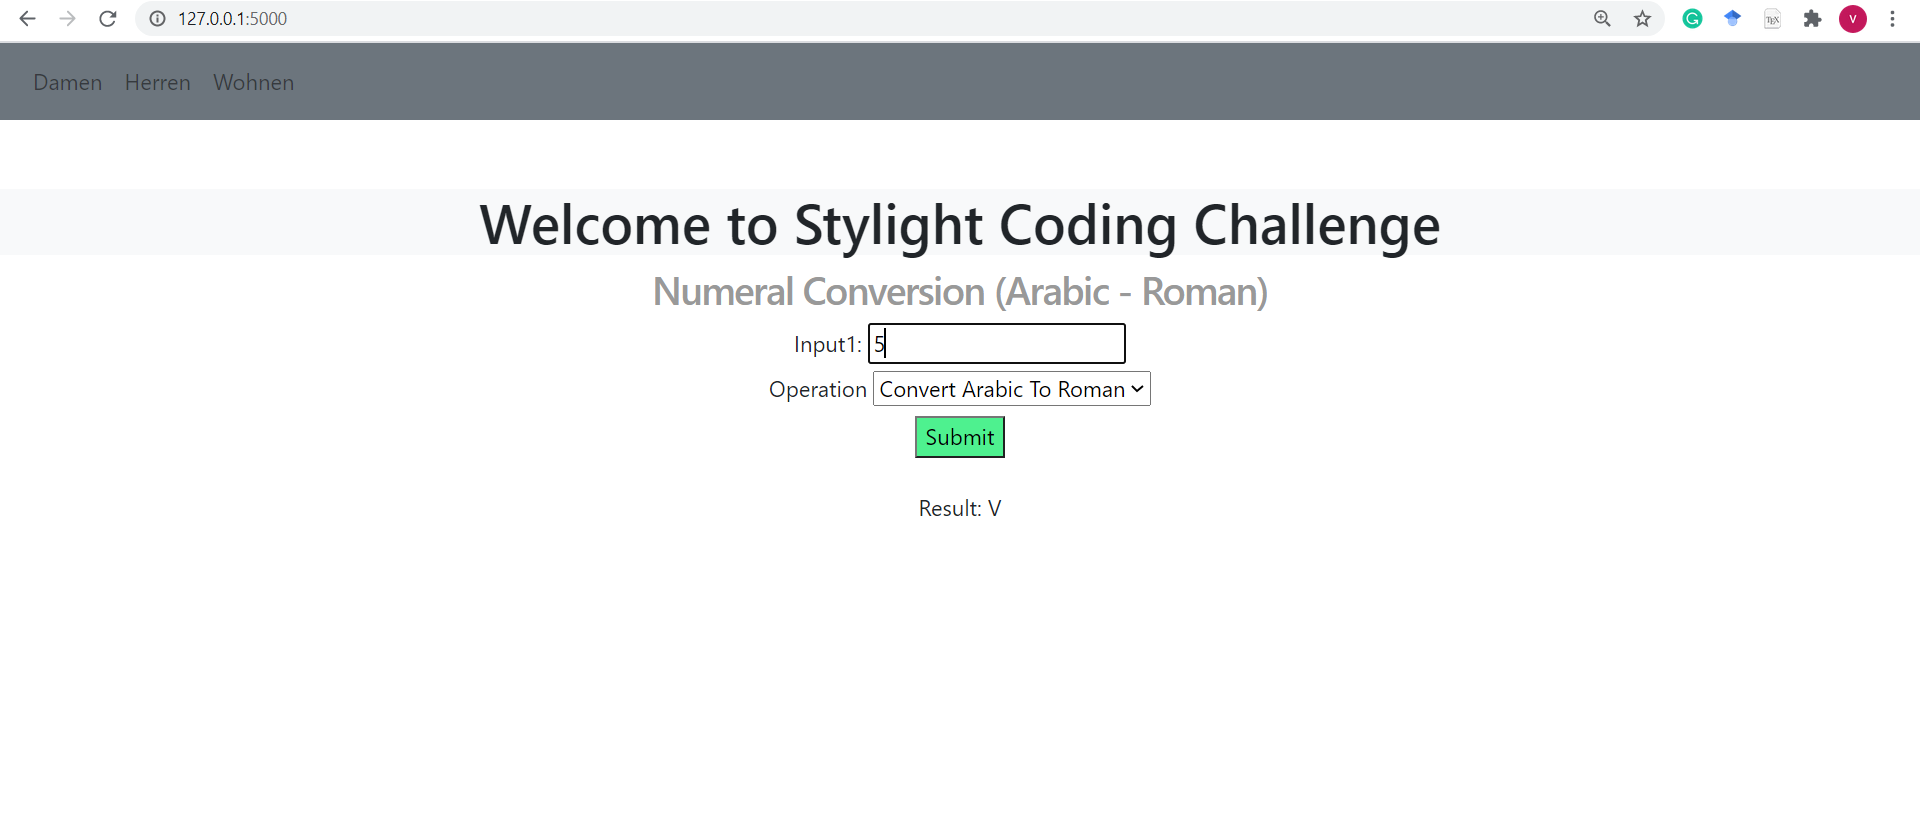 127.0.0.1:5000
TEX
V
Damen Herren Wohnen
Welcome to Stylight Coding Challenge
Numeral Conversion (Arabic - Roman)
Input1: 5
Operation Convert Arabic To Roman
Submit
Result: V